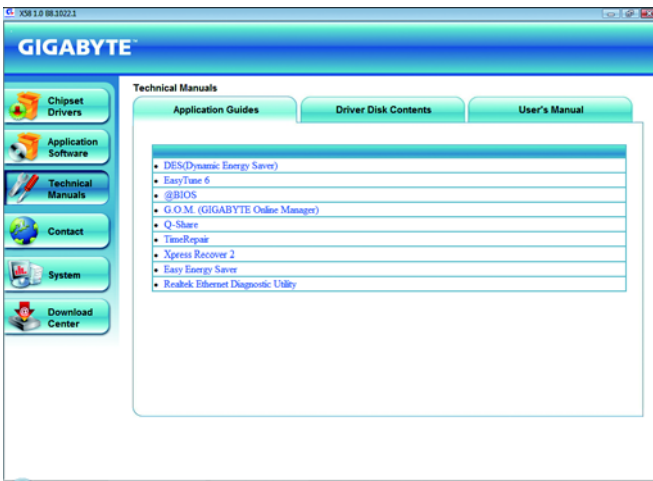 X58 1.0 B8.1022.1
GIGABYTE™
Technical Manuals
Application Guides
Driver Disk Contents
User's Manual
Chipset
Drivers
Application
Software
Technical
Manuals
Contact
System
Download
Center
DES(Dynamic Energy Saver)
EasyTune 6
@BIOS
G.O.M. (GIGABYTE Online Manager)
Q-Share
TimeRepair
Xpress Recover 2
Easy Energy Saver
Realtek Ethernet Diagnostic Utility